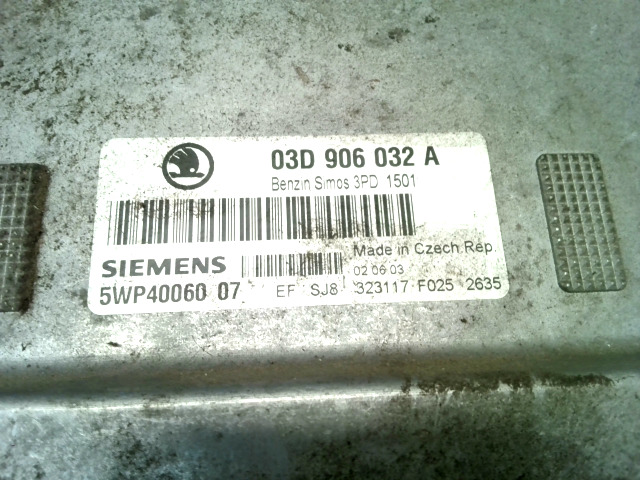 03D 906 032 A
Benzin Simos 3PD 1501
Made in Czech.Rep.
SIEMENS
02 06 03
5WP40060 07 EF SJ8 323117 F025 2635